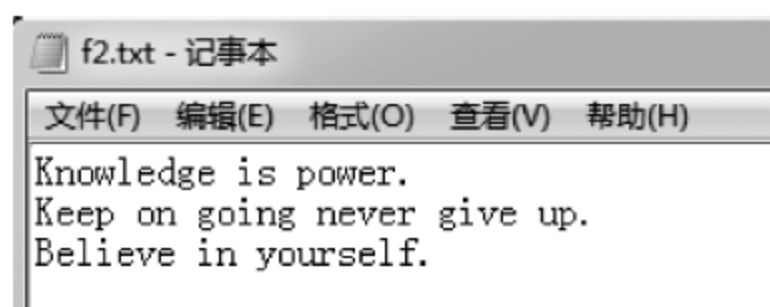 f2.txt - 记事本
文件(F) 编辑(E) 格式(O) 查看(V) 帮助(H)
Knowledge is power.
Keep on going never give up.
Believe in yourself.